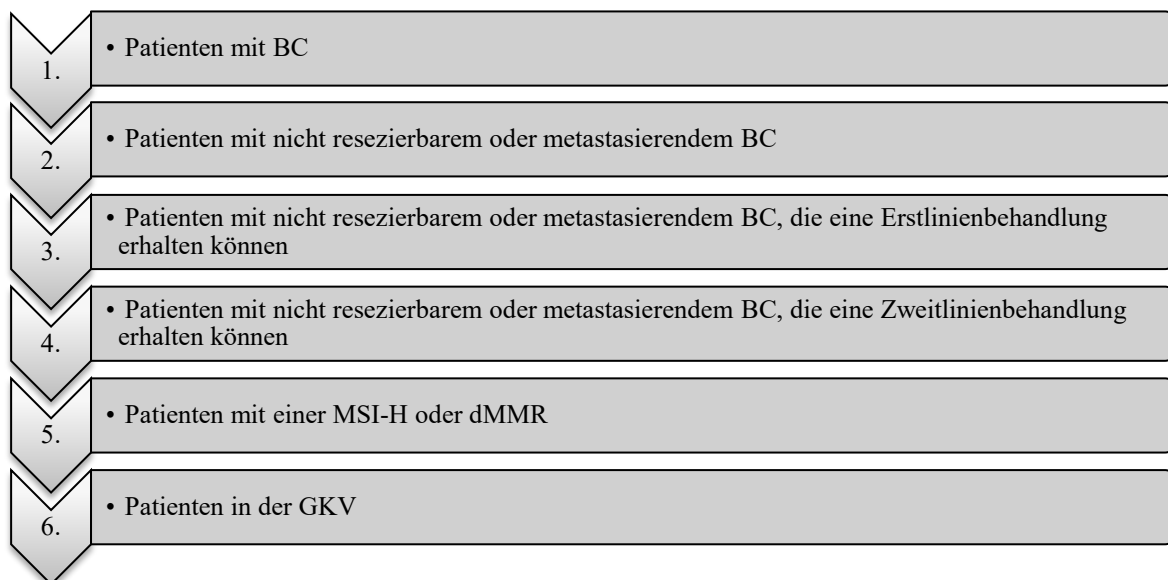 1.
• Patienten mit BC
2.
• Patienten mit nicht resezierbarem oder metastasierendem BC
3.
• Patienten mit nicht resezierbarem oder metastasierendem BC, die eine Erstlinienbehandlung
erhalten können
4.
• Patienten mit nicht resezierbarem oder metastasierendem BC, die eine Zweitlinienbehandlung
erhalten können
5.
• Patienten mit einer MSI-H oder dMMR
6.
• Patienten in der GKV